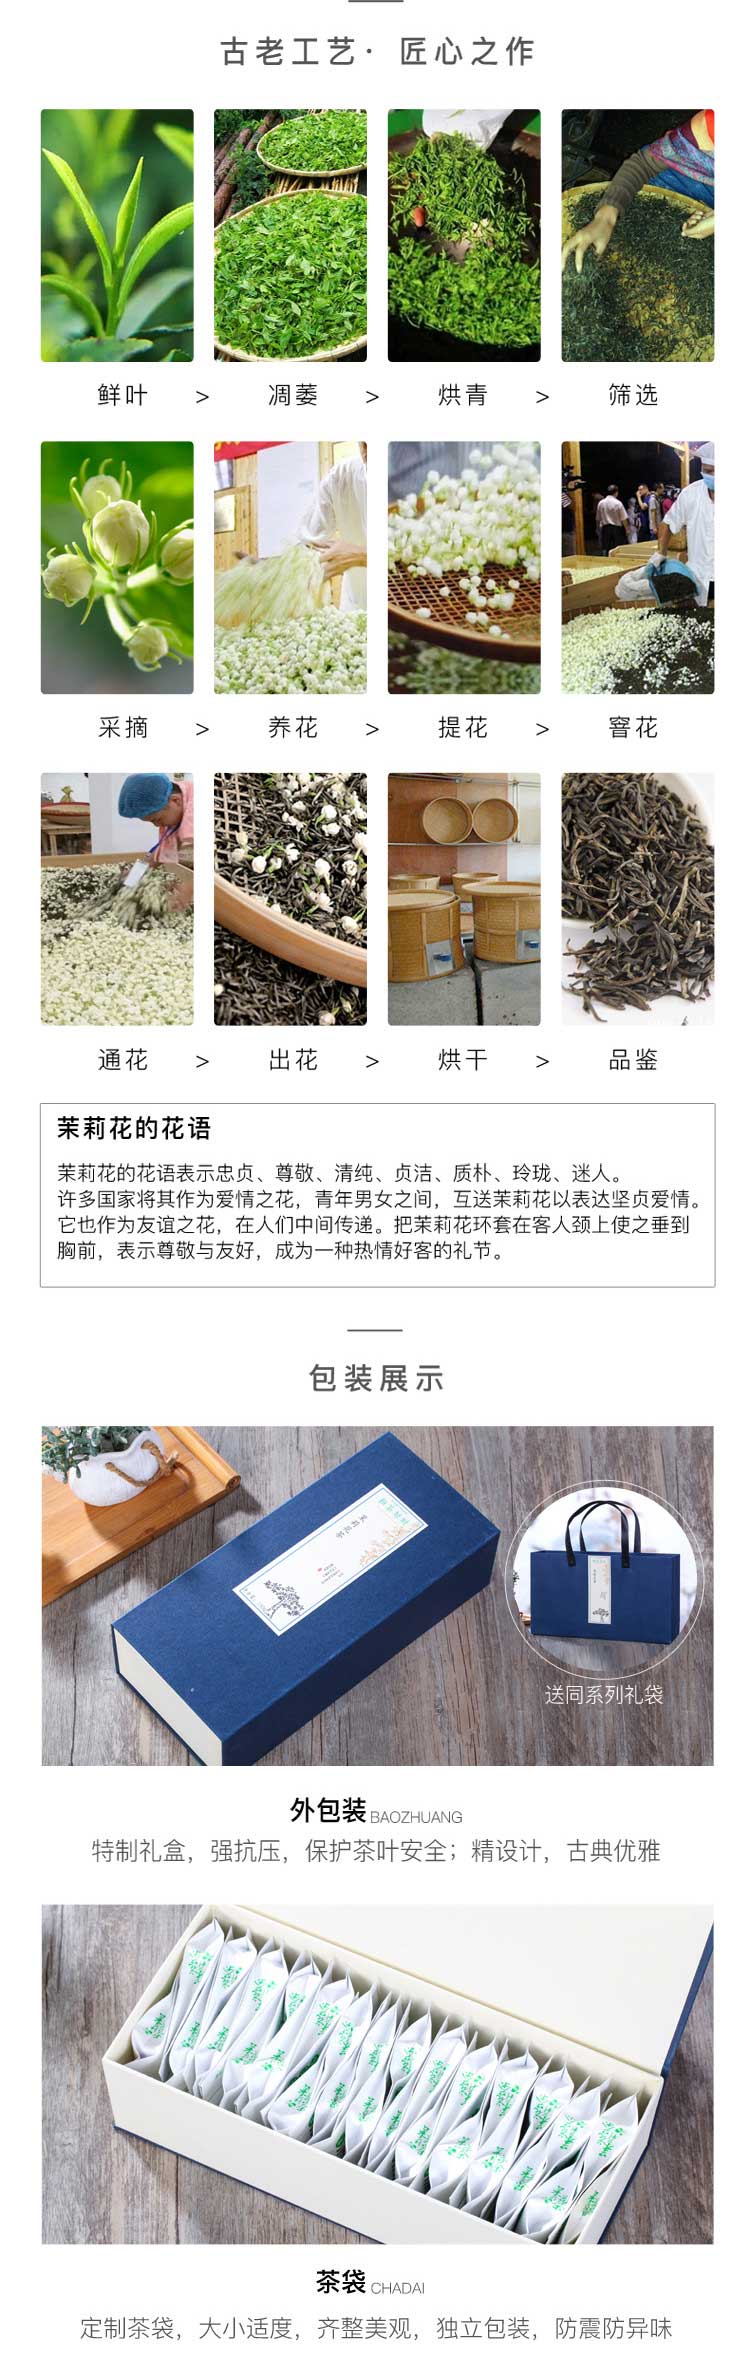 古老工艺· 匠心之作
鲜叶 > 凋萎 > 烘青 > 筛选
采摘 > 养花 > 提花 > 窨花
通花 > 出花 > 烘干 > 品鉴
茉莉花的花语
茉莉花的花语表示忠贞、尊敬、清纯、贞洁、质朴、玲珑、迷人。
许多国家将其作为爱情之花，青年男女之间，互送茉莉花以表达坚贞爱情。
它也作为友谊之花，在人们中间传递。把茉莉花环套在客人颈上使之垂到
胸前，表示尊敬与友好，成为一种热情好客的礼节。
包装展示
送同系列礼袋
外包装 BAOZHUANG
特制礼盒，强抗压，保护茶叶安全；精设计，古典优雅
茶袋 CHADAI
定制茶袋，大小适度，齐整美观，独立包装，防震防异味